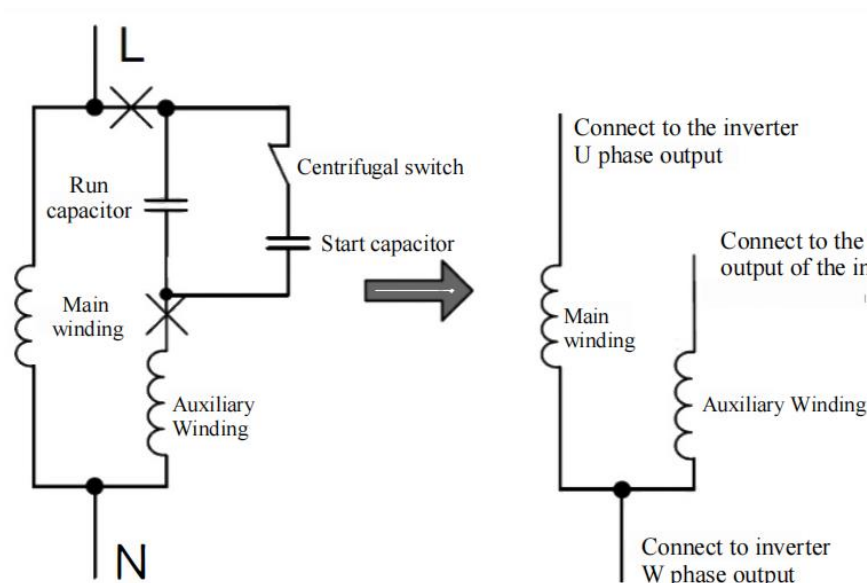 L
Run
capacitor
Centrifugal switch
Start capacitor
Main
winding
Auxiliary
Winding
N
Connect to the inverter
U phase output
Connect to the
output of the
Main
winding
Auxiliary Winding
Connect to inverter
W phase output